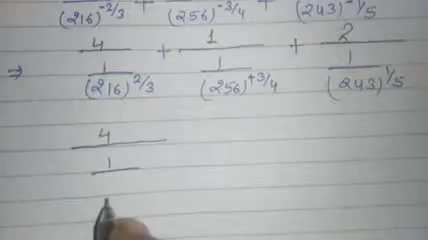 (216)^-2/3 + (256)^-3/4 + (243)^-1/5
⇒ 4/(1/(216)^2/3) + 1/(1/(256)^+3/4) + 2/(1/(243)^1/5)
4
1